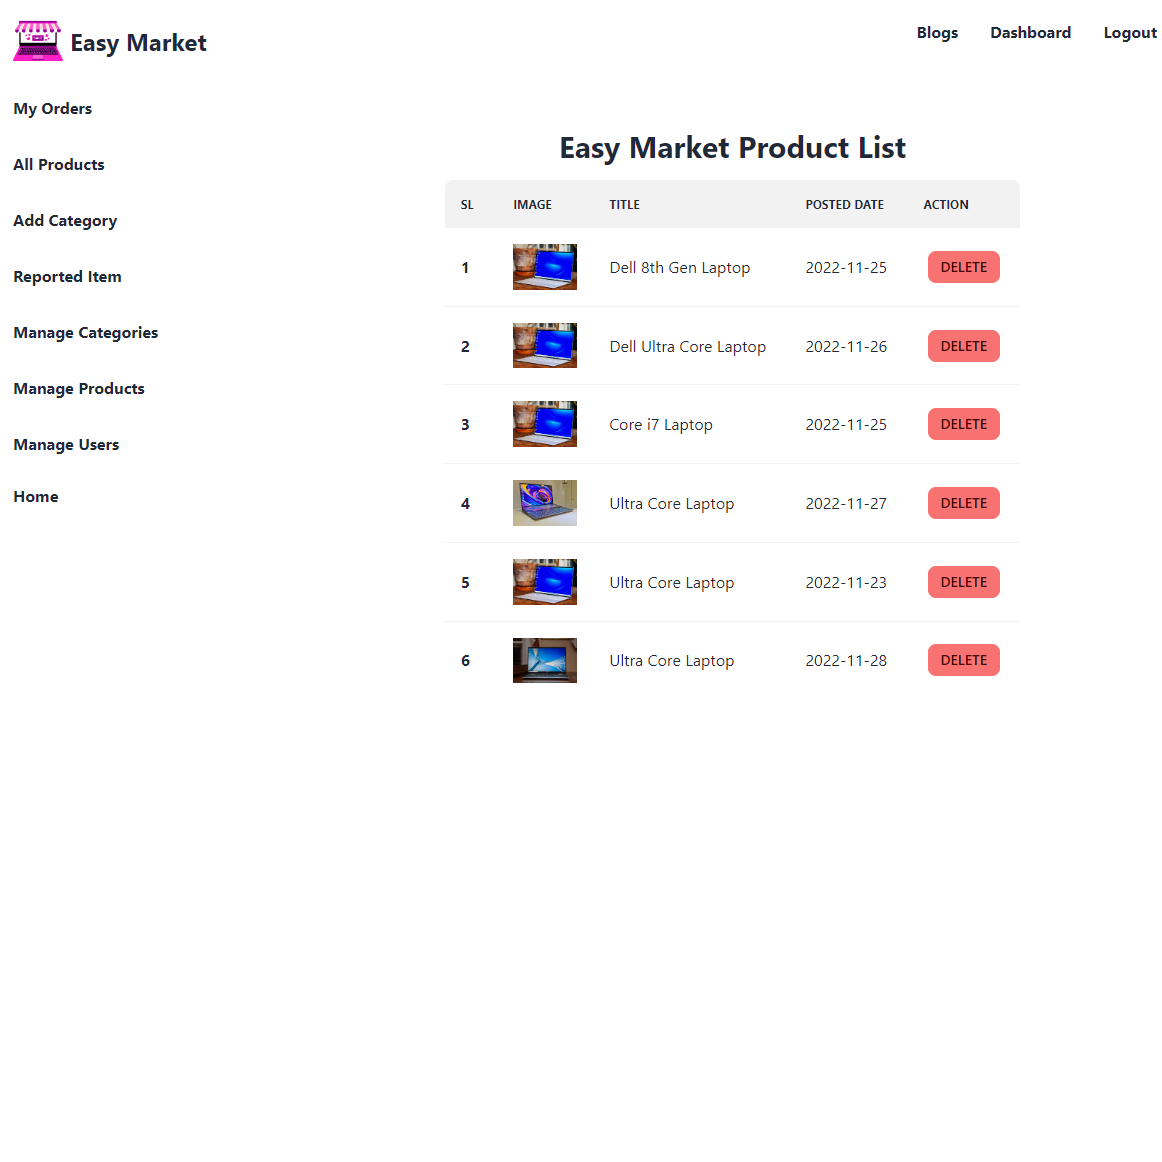 Easy Market
Blogs Dashboard Logout
My Orders
All Products
Add Category
Reported Item
Manage Categories
Manage Products
Manage Users
Home
Easy Market Product List
SL IMAGE TITLE POSTED DATE ACTION
1 Dell 8th Gen Laptop 2022-11-25 DELETE
2 Dell Ultra Core Laptop 2022-11-26 DELETE
3 Core i7 Laptop 2022-11-25 DELETE
4 Ultra Core Laptop 2022-11-27 DELETE
5 Ultra Core Laptop 2022-11-23 DELETE
6 Ultra Core Laptop 2022-11-28 DELETE